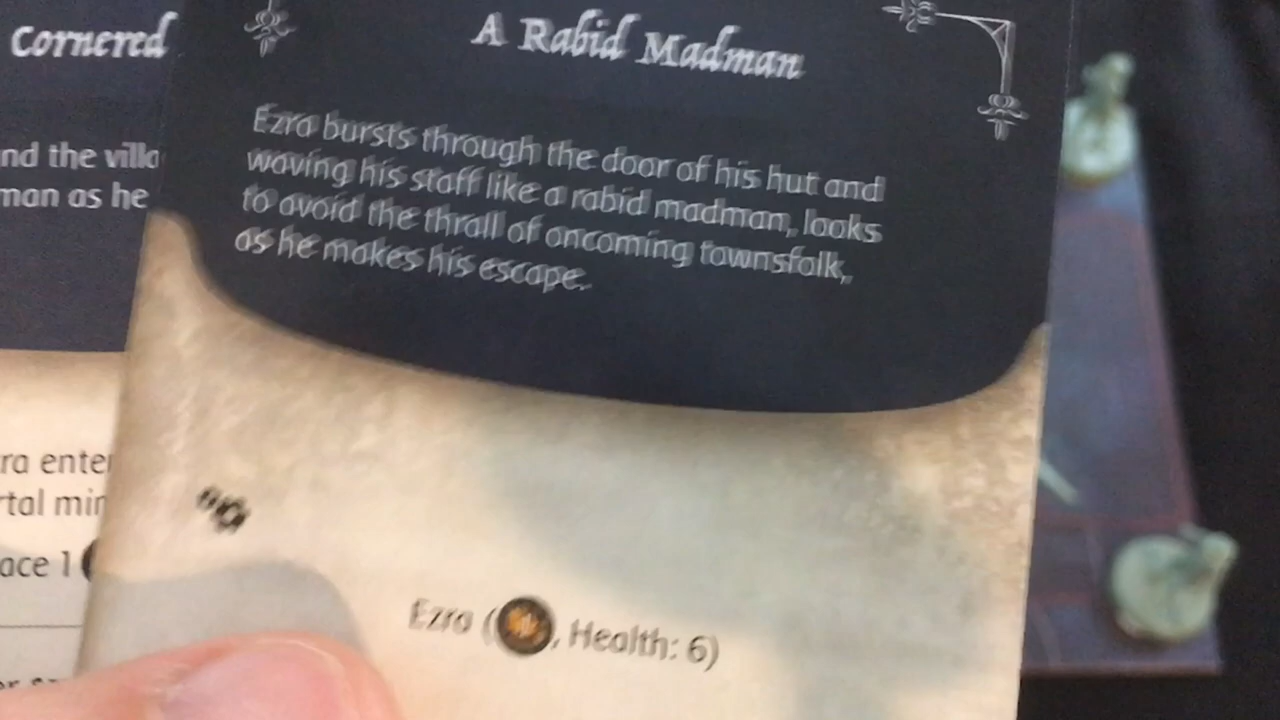 Cornered
nd the villa
man as he
ra enter
rtal min
ace 1
A Rabid Madman
Ezra bursts through the door of his hut and
waving his staff like a rabid madman, looks
to avoid the thrall of oncoming townsfolk,
as he makes his escape.
Ezra ( , Health: 6)